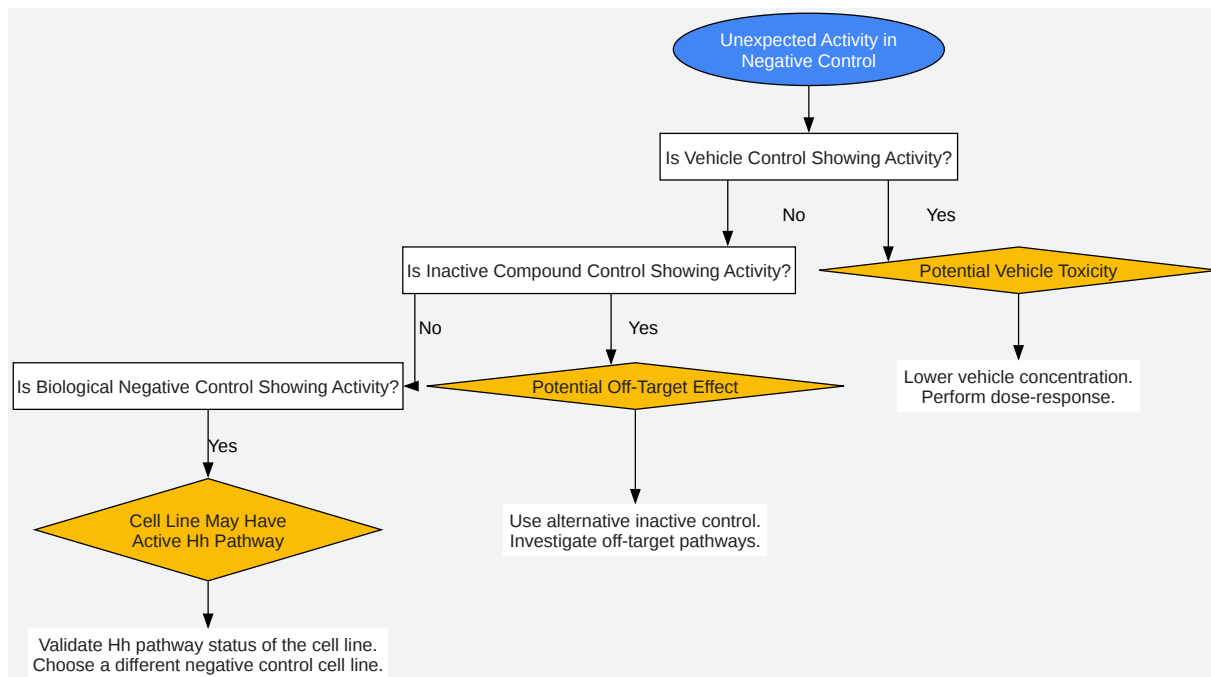 Unexpected Activity in
Negative Control
Is Vehicle Control Showing Activity?
No
Yes
Is Inactive Compound Control Showing Activity?
Potential Vehicle Toxicity
No
Yes
Lower vehicle concentration.
Perform dose-response.
Is Biological Negative Control Showing Activity?
Potential Off-Target Effect
Yes
Cell Line May Have
Active Hh Pathway
Use alternative inactive control.
Investigate off-target pathways.
Validate Hh pathway status of the cell line.
Choose a different negative control cell line.